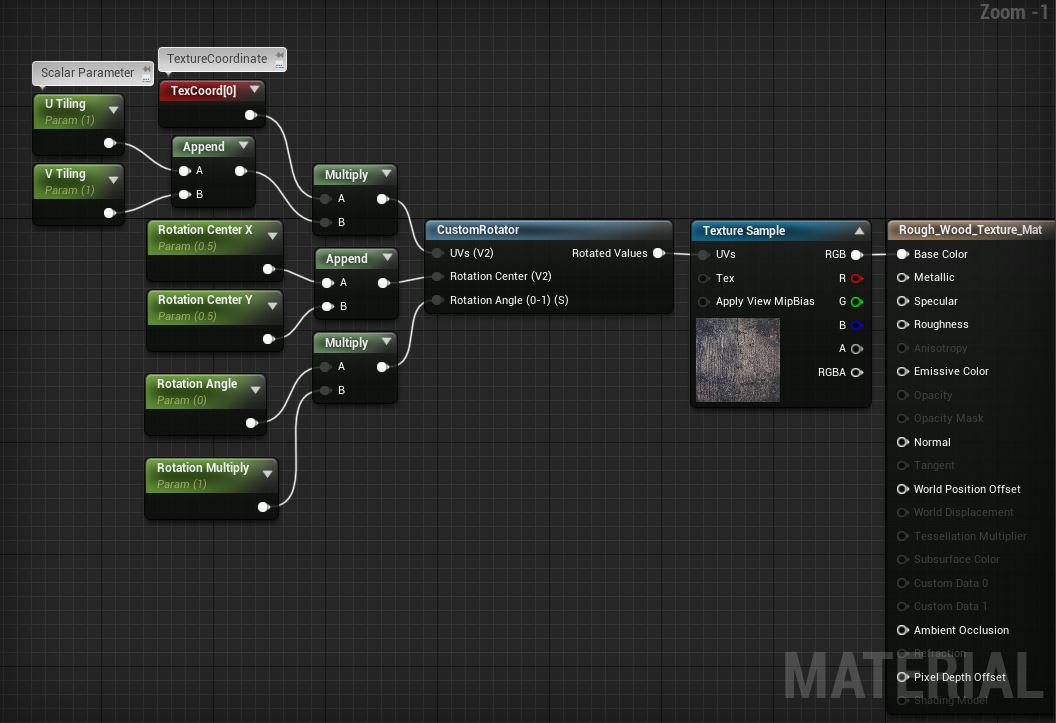 Zoom -1
TextureCoordinate
Scalar Parameter
TexCoord[0]
U Tiling
Param (1)
Append
A
B
V Tiling
Param (1)
Multiply
A
B
Rotation Center X
Param (0.5)
Append
A
B
Rotation Center Y
Param (0.5)
Multiply
A
B
Rotation Angle
Param (0)
Rotation Multiply
Param (1)
CustomRotator
UVs (V2)
Rotated Values
Rotation Center (V2)
Rotation Angle (0-1) (S)
Texture Sample
UVs
RGB
Tex
R
Apply View MipBias
G
B
A
RGBA
Rough_Wood_Texture_Mat
Base Color
Metallic
Specular
Roughness
Anisotropy
Emissive Color
Opacity
Opacity Mask
Normal
Tangent
World Position Offset
World Displacement
Tessellation Multiplier
Subsurface Color
Custom Data 0
Custom Data 1
Ambient Occlusion
Refraction
Pixel Depth Offset
Shading Model
MATERIAL